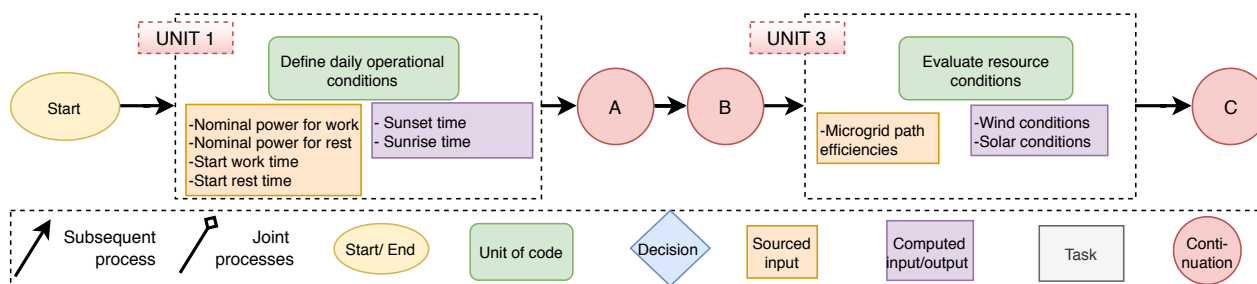 UNIT 1
Define daily operational
conditions
Start
-Nominal power for work
-Nominal power for rest
-Start work time
-Start rest time
- Sunset time
- Sunrise time
A
B
UNIT 3
Evaluate resource
conditions
-Microgrid path
efficiencies
-Wind conditions
-Solar conditions
C
Subsequent
process
Joint
processes
Start/ End
Unit of code
Decision
Sourced
input
Computed
input/output
Task
Conti-
nuation